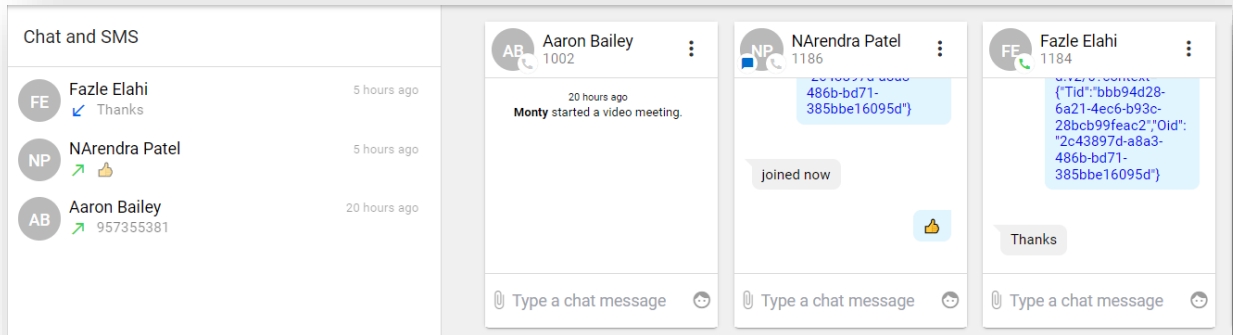 Chat and SMS
FE
Fazle Elahi
5 hours ago
Thanks
NP
NArendra Patel
5 hours ago
AB
Aaron Bailey
20 hours ago
957355381
AB
Aaron Bailey
1002
20 hours ago
Monty started a video meeting.
Type a chat message
NP
NArendra Patel
1186
486b-bd71-
385bbe16095d"}
joined now
Type a chat message
FE
Fazle Elahi
1184
{"Tid":"bbb94d28-
6a21-4ec6-b93c-
28bcb99feac2","Oid":
"2c43897d-a8a3-
486b-bd71-
385bbe16095d"}
Thanks
Type a chat message